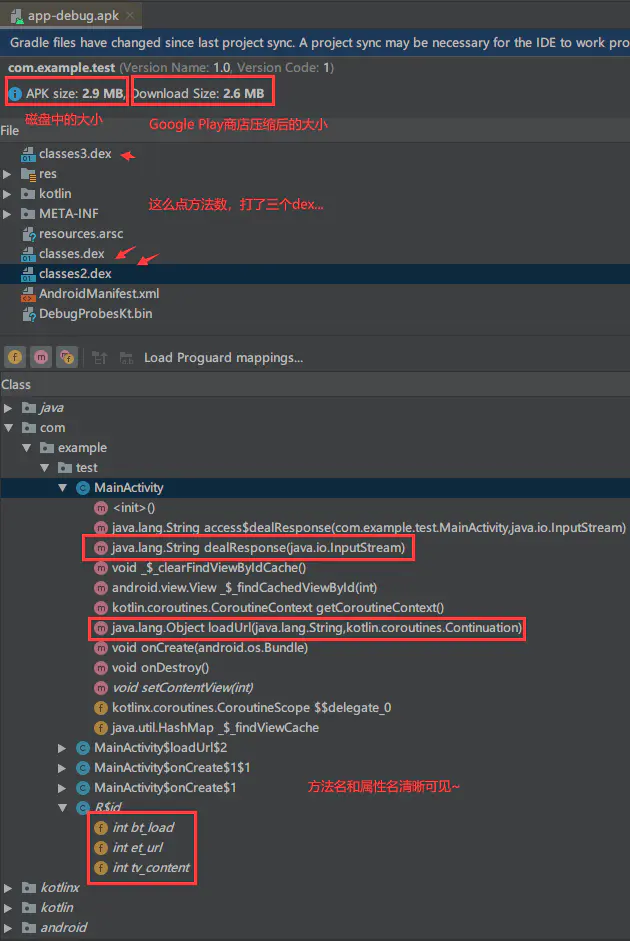 app-debug.apk
Gradle files have changed since last project sync. A project sync may be necessary for the IDE to work pro
com.example.test (Version Name: 1.0, Version Code: 1)
APK size: 2.9 MB, Download Size: 2.6 MB
磁盘中的大小
Google Play商店压缩后的大小
File
classes3.dex
res
kotlin
这么点方法数，打了三个dex...
META-INF
resources.arsc
classes.dex
classes2.dex
AndroidManifest.xml
DebugProbesKt.bin
Load Proguard mappings...
Class
java
com
example
test
MainActivity
<init>()
java.lang.String access$dealResponse(com.example.test.MainActivity,java.io.InputStream)
java.lang.String dealResponse(java.io.InputStream)
void _$_clearFindViewByIdCache()
android.view.View _$_findCachedViewById(int)
kotlin.coroutines.CoroutineContext getCoroutineContext()
java.lang.Object loadUrl(java.lang.String,kotlin.coroutines.Continuation)
void onCreate(android.os.Bundle)
void onDestroy()
void setContentView(int)
kotlinx.coroutines.CoroutineScope $$delegate_0
java.util.HashMap _$_findViewCache
MainActivity$loadUrl$2
MainActivity$onCreate$1$1
MainActivity$onCreate$1
方法名和属性名清晰可见~
R$id
int bt_load
int et_url
int tv_content
kotlinx
kotlin
android